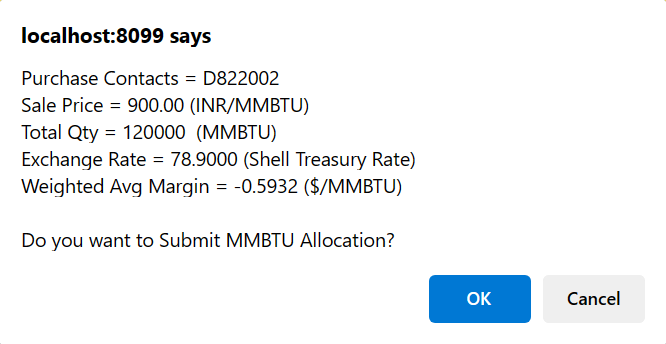 localhost:8099 says
Purchase Contacts = D822002
Sale Price = 900.00 (INR/MMBTU)
Total Qty = 120000  (MMBTU)
Exchange Rate = 78.9000 (Shell Treasury Rate)
Weighted Avg Margin = -0.5932 ($/MMBTU)
Do you want to Submit MMBTU Allocation?
OK
Cancel